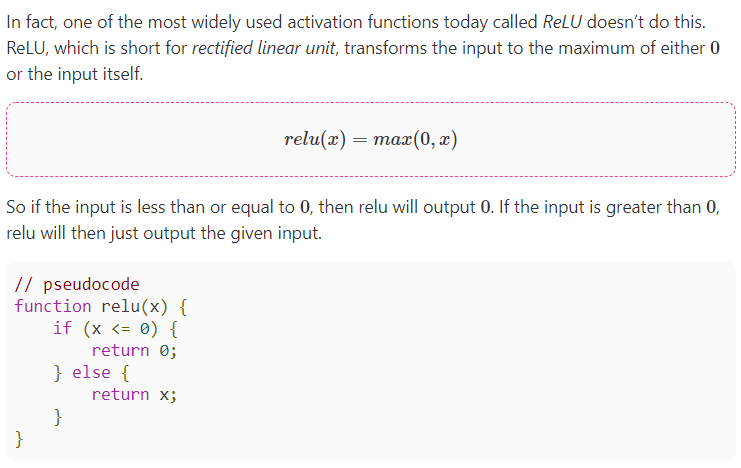 In fact, one of the most widely used activation functions today called ReLU doesn’t do this.
ReLU, which is short for rectified linear unit, transforms the input to the maximum of either 0
or the input itself.
relu(x) = max(0, x)
So if the input is less than or equal to 0, then relu will output 0. If the input is greater than 0,
relu will then just output the given input.
// pseudocode
function relu(x) {
    if (x <= 0) {
        return 0;
    } else {
        return x;
    }
}